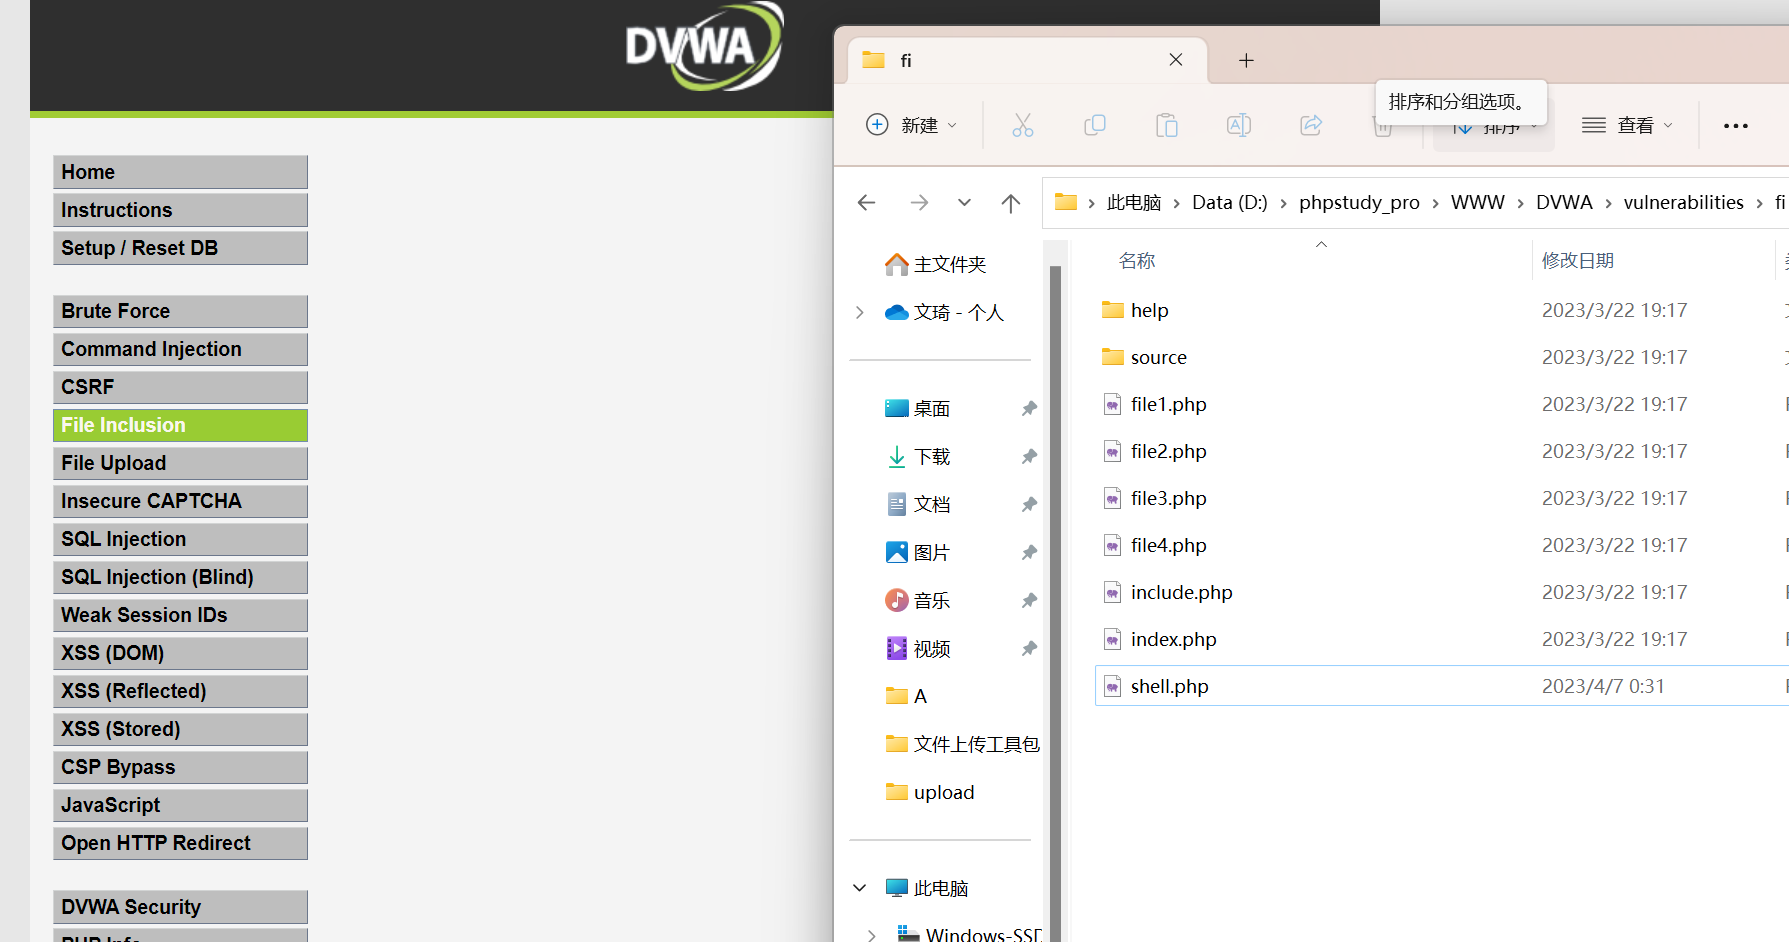 DVWA
Home
Instructions
Setup / Reset DB
Brute Force
Command Injection
CSRF
File Inclusion
File Upload
Insecure CAPTCHA
SQL Injection
SQL Injection (Blind)
Weak Session IDs
XSS (DOM)
XSS (Reflected)
XSS (Stored)
CSP Bypass
JavaScript
Open HTTP Redirect
DVWA Security
PHP Info
fi
排序和分组选项。
新建
排序
查看
此电脑 > Data (D:) > phpstudy_pro > WWW > DVWA > vulnerabilities > fi
主文件夹
文琦 - 个人
桌面
下载
文档
图片
音乐
视频
A
文件上传工具包
upload
此电脑
Windows-SSD
名称 修改日期
help 2023/3/22 19:17
source 2023/3/22 19:17
file1.php 2023/3/22 19:17
file2.php 2023/3/22 19:17
file3.php 2023/3/22 19:17
file4.php 2023/3/22 19:17
include.php 2023/3/22 19:17
index.php 2023/3/22 19:17
shell.php 2023/4/7 0:31